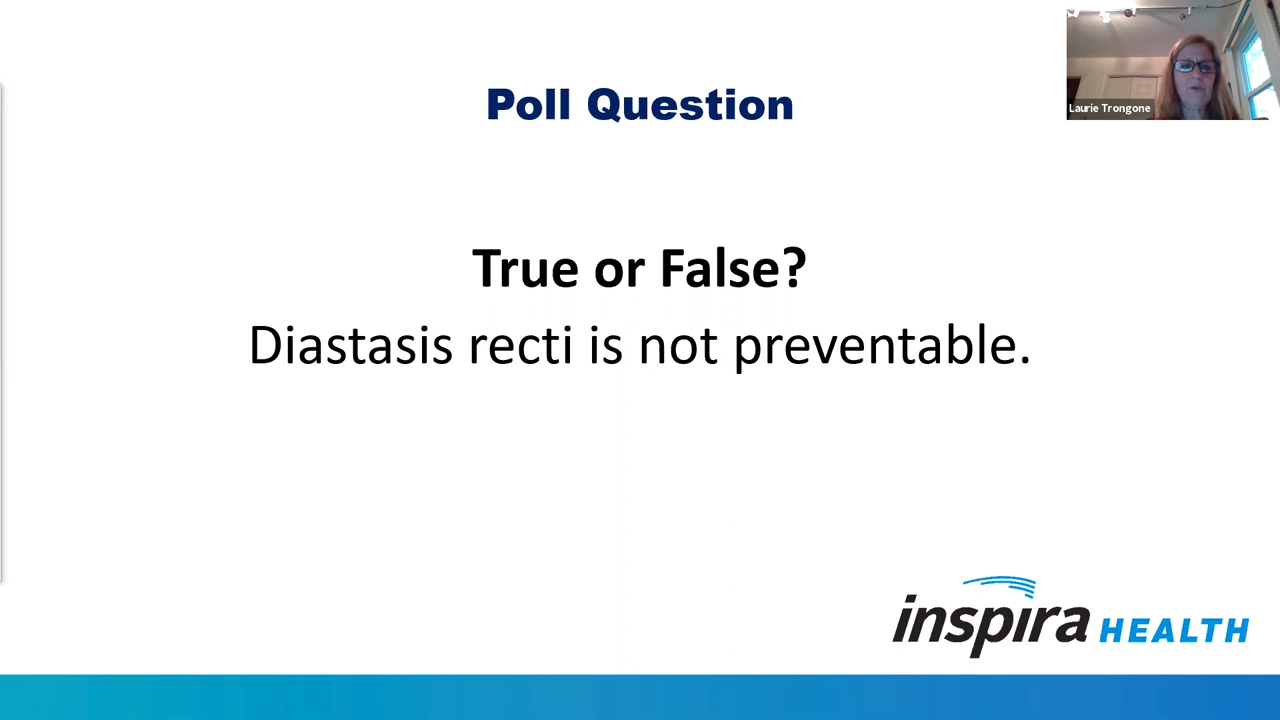 Poll Question
Laurie Trongone
True or False?
Diastasis recti is not preventable.
inspira HEALTH